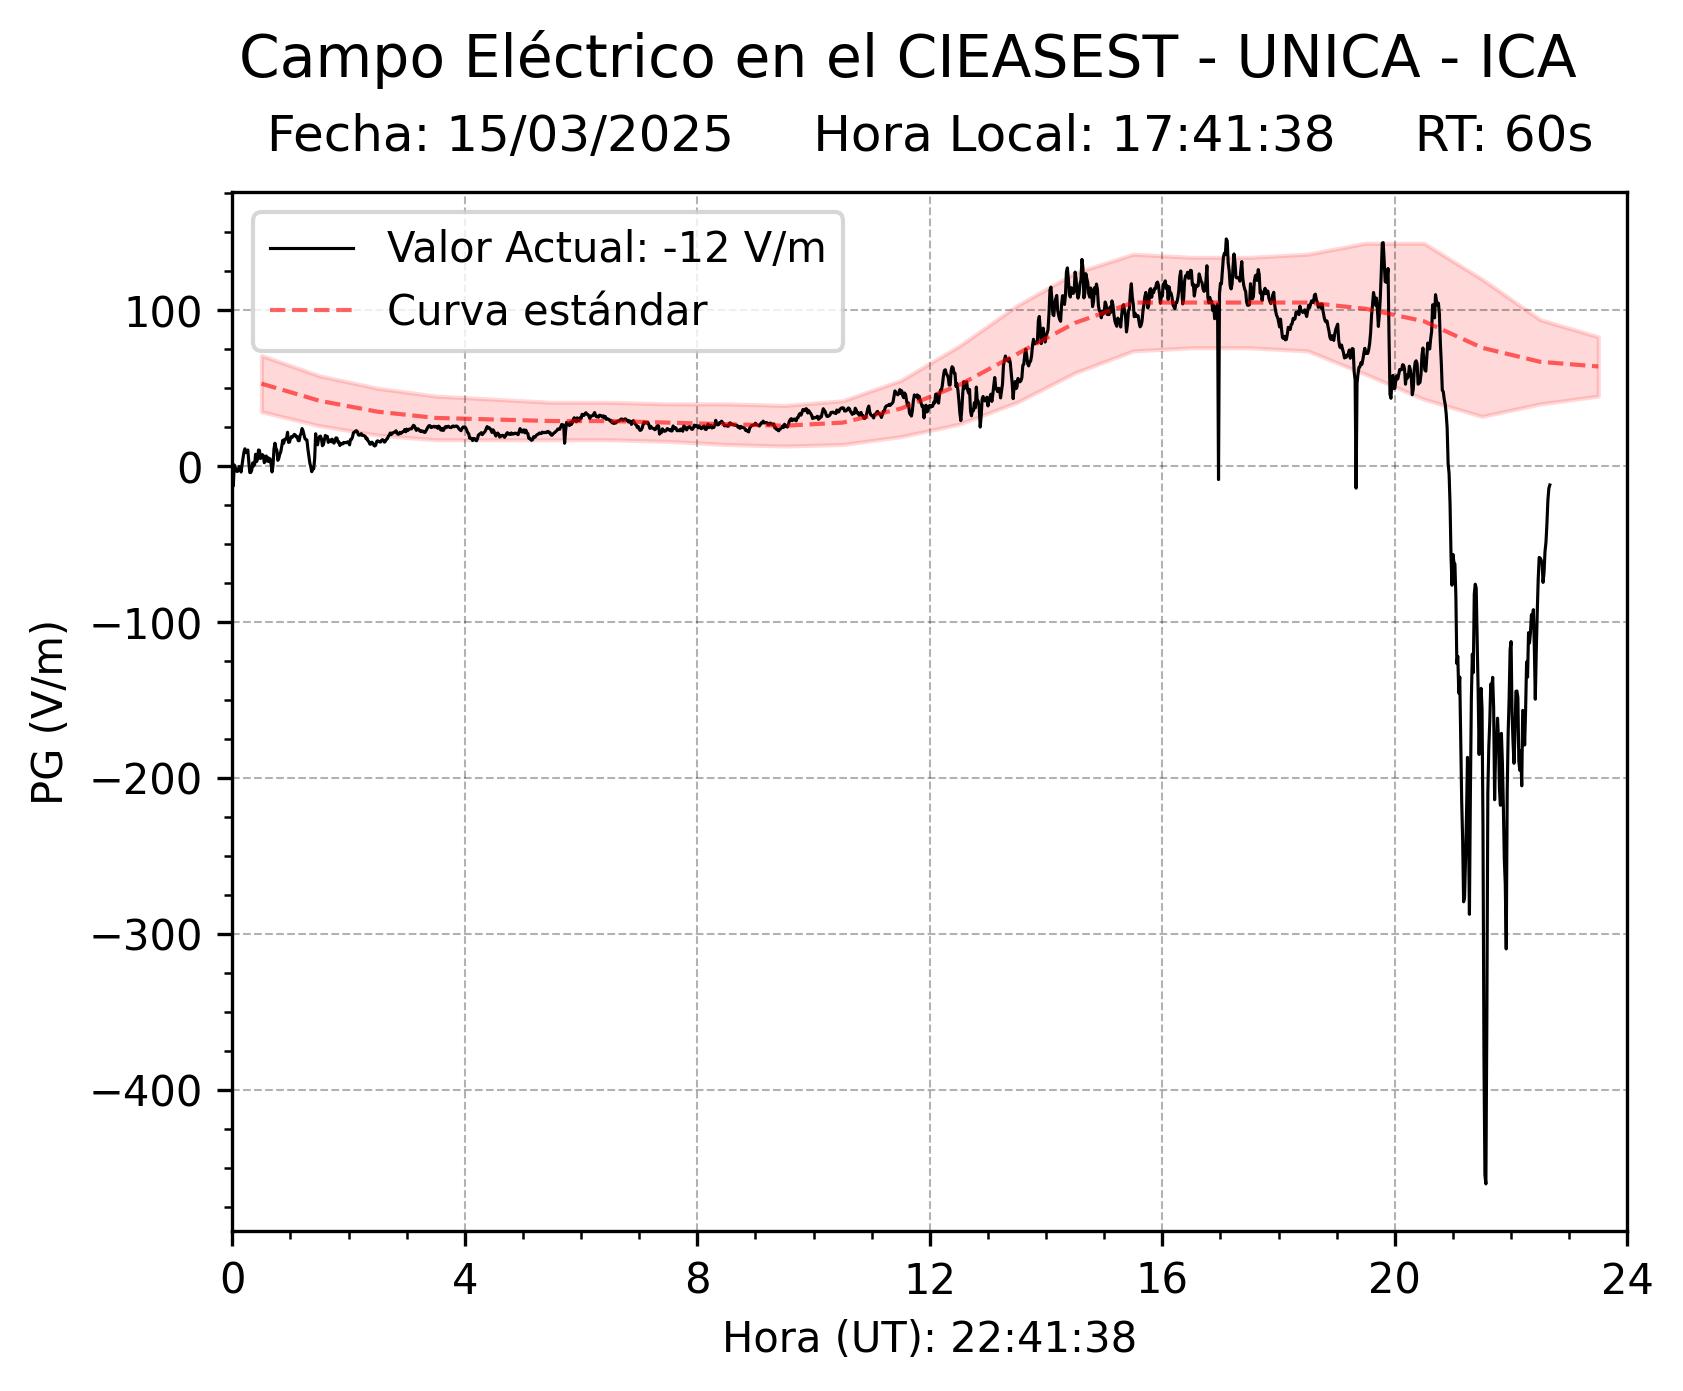 Campo Eléctrico en el CIEASEST - UNICA - ICA
Fecha: 15/03/2025 Hora Local: 17:41:38 RT: 60s
Valor Actual: -12 V/m
Curva estándar
100
0
−100
−200
−300
−400
PG (V/m)
0 4 8 12 16 20 24
Hora (UT): 22:41:38